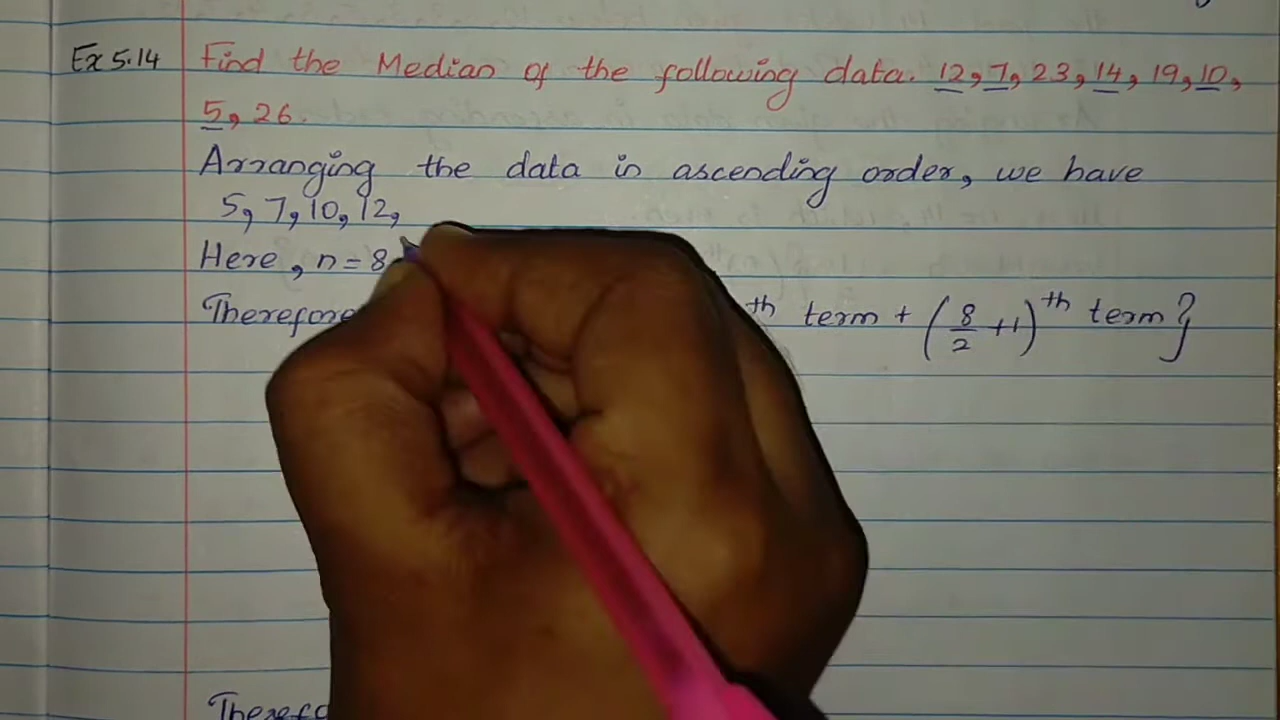 Ex 5.14 Find the Median of the following data. 12, 7, 23, 14, 19, 10,
5, 26.
Arranging the data in ascending order, we have
5, 7, 10, 12,
Here, n = 8
Therefore th term + (8/2 + 1)th term}